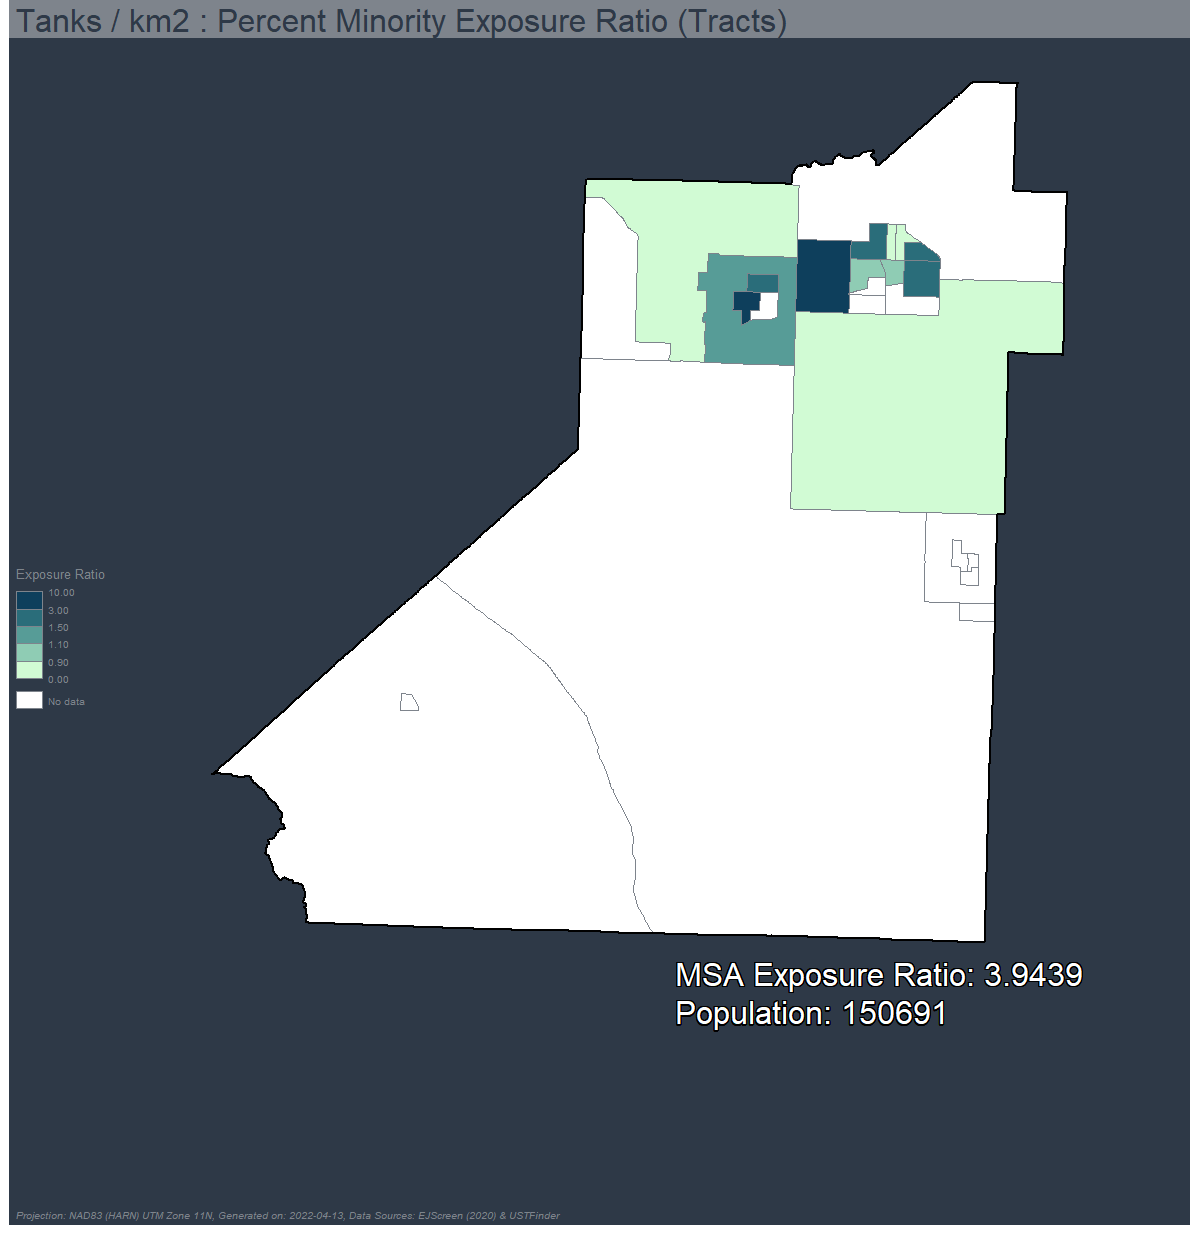 Tanks / km2 : Percent Minority Exposure Ratio (Tracts)
Exposure Ratio
10.00
3.00
1.50
1.10
0.90
0.00
No data
MSA Exposure Ratio: 3.9439
Population: 150691
Projection: NAD83 (HARN) UTM Zone 11N, Generated on: 2022-04-13, Data Sources: EJScreen (2020) & USTFinder